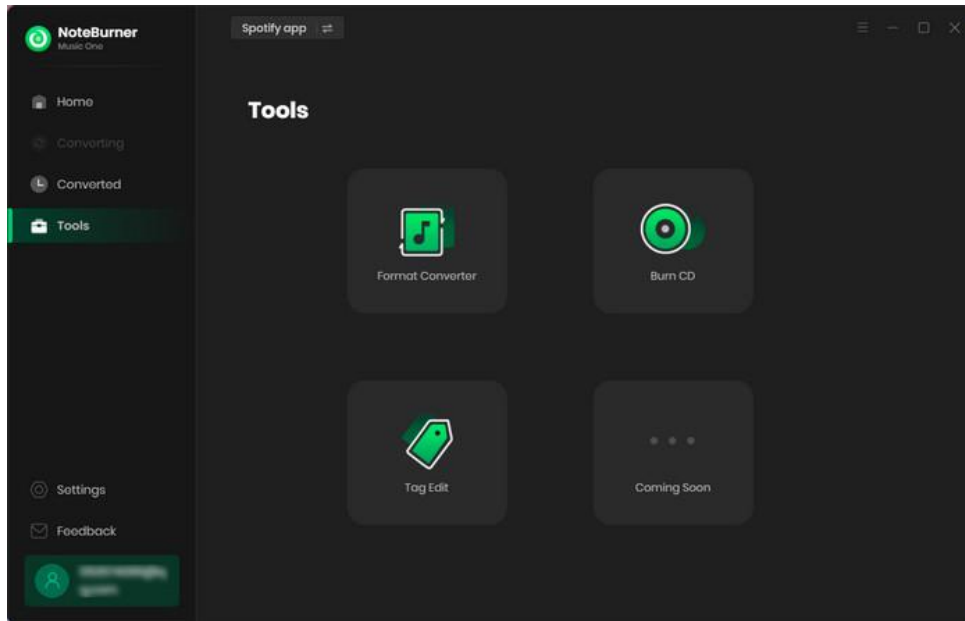 NoteBurner
Music One
Spotify app
Home
Converting
Converted
Tools
Settings
Feedback
Tools
Format Converter
Burn CD
Tag Edit
Coming Soon